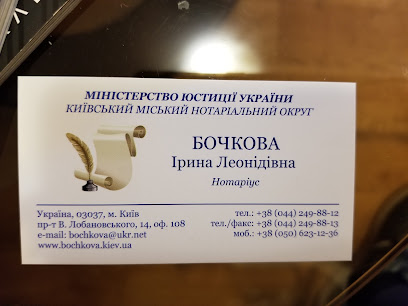 МІНІСТЕРСТВО ЮСТИЦІЇ УКРАЇНИ
КИЇВСЬКИЙ МІСЬКИЙ НОТАРІАЛЬНИЙ ОКРУГ
БОЧКОВА
Ірина Леонідівна
Нотаріус
Україна, 03037, м. Київ
пр-т В. Лобановського, 14, оф. 108
e-mail: bochkova@ukr.net
www.bochkova.kiev.ua
тел.: +38 (044) 249-88-12
тел./факс: +38 (044) 249-88-13
моб.: +38 (050) 623-12-36